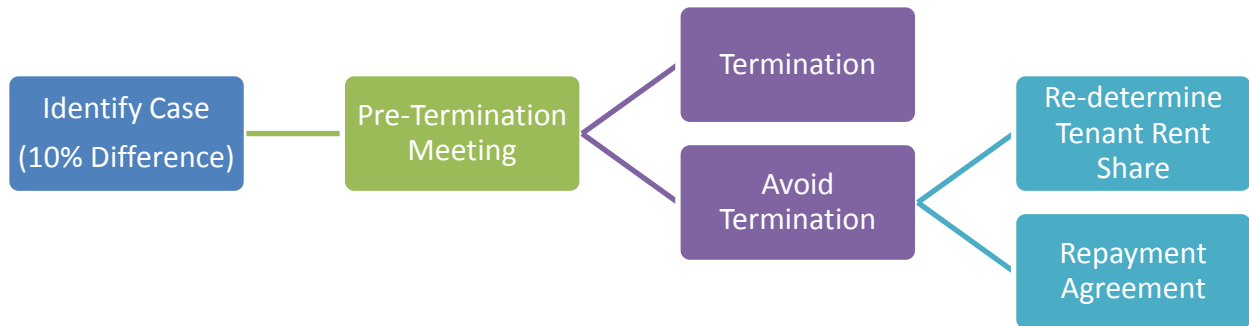 Identify Case
(10% Difference)
Pre-Termination
Meeting
Termination
Avoid
Termination
Re-determine
Tenant Rent
Share
Repayment
Agreement